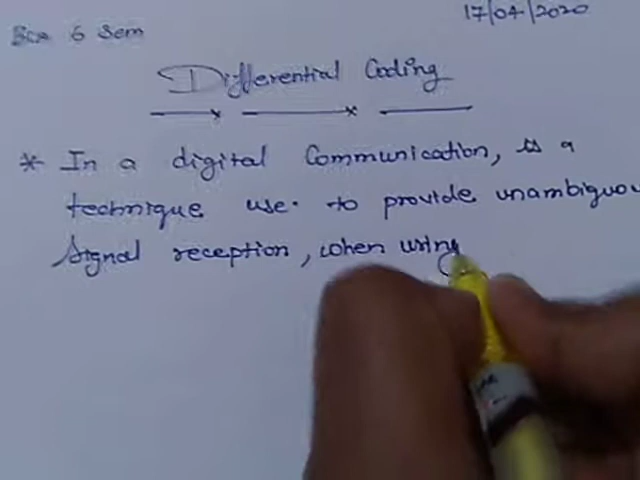 17/04/2020
Bca 6 Sem
Differential Coding
* In a digital Communication, is a
technique use to provide unambiguou
signal reception, when using